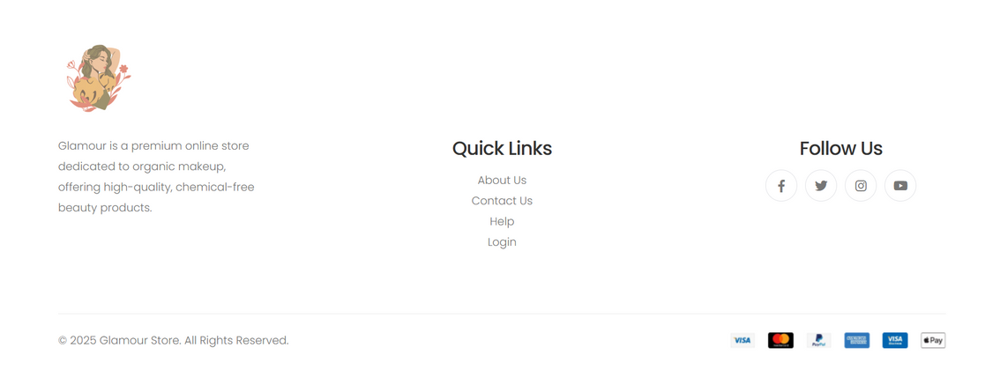 Glamour is a premium online store
dedicated to organic makeup,
offering high-quality, chemical-free
beauty products.
Quick Links
About Us
Contact Us
Help
Login
Follow Us
© 2025 Glamour Store. All Rights Reserved.
VISA
PayPal
VISA
Pay